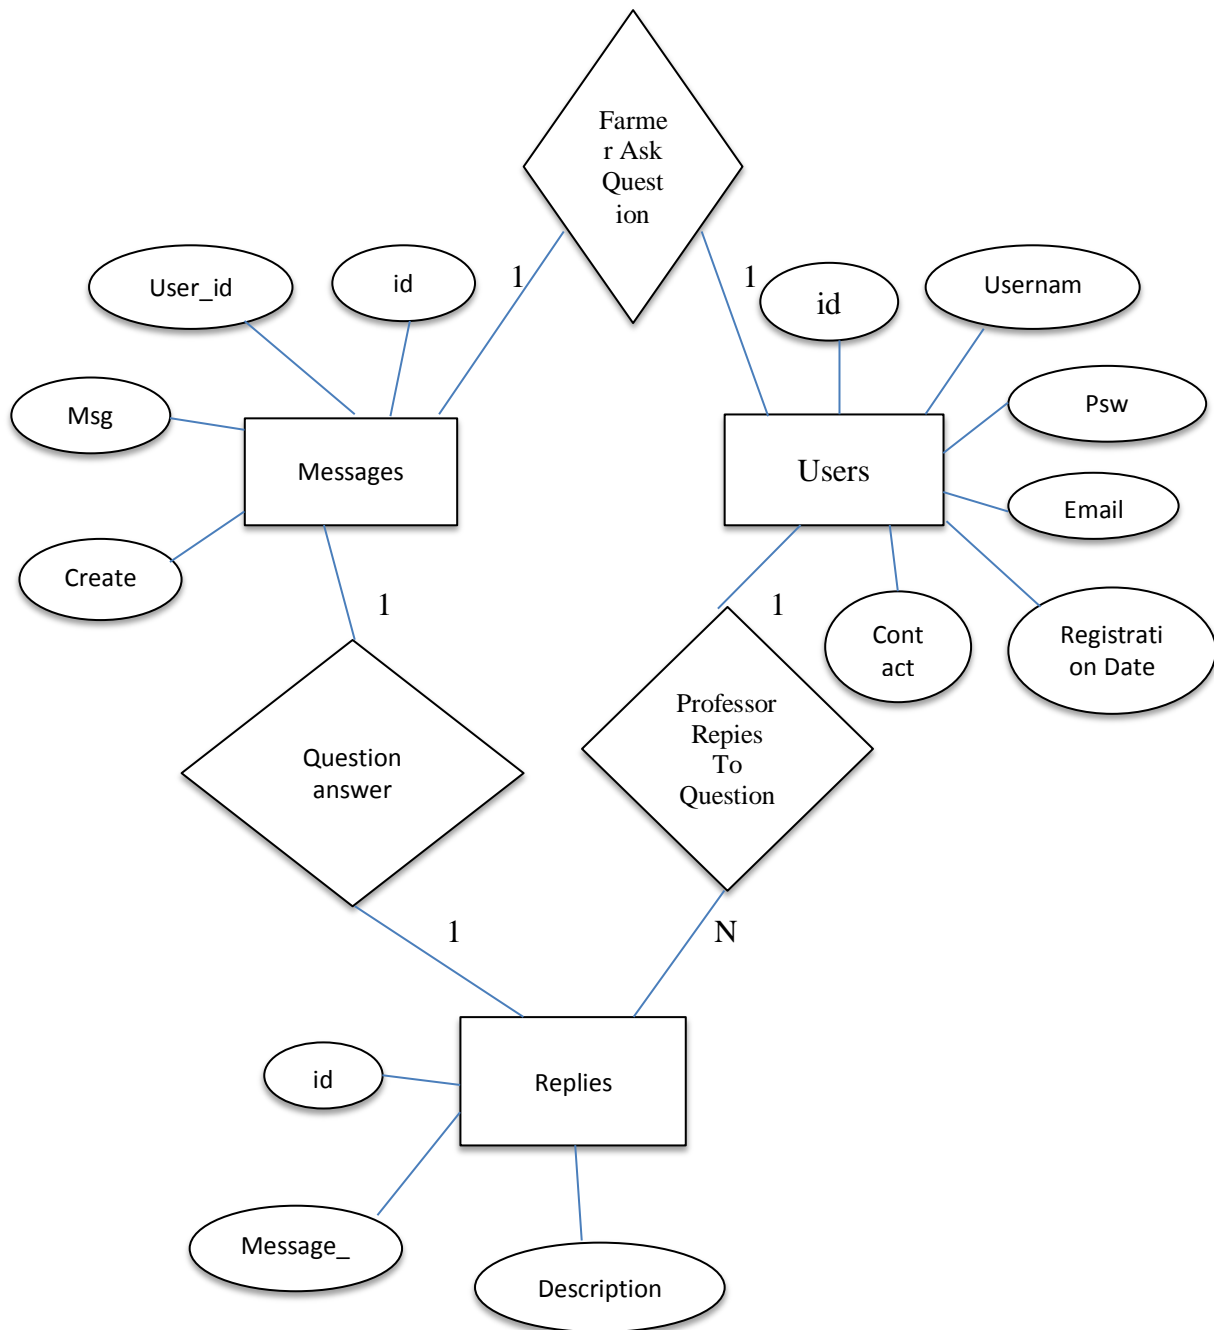 Farme
r Ask
Quest
ion
1
1
User_id
id
id
Usernam
Msg
Psw
Messages
Users
Email
Create
1
1
Cont
act
Registrati
on Date
Question
answer
Professor
Repies
To
Question
1
N
id
Replies
Message_
Description